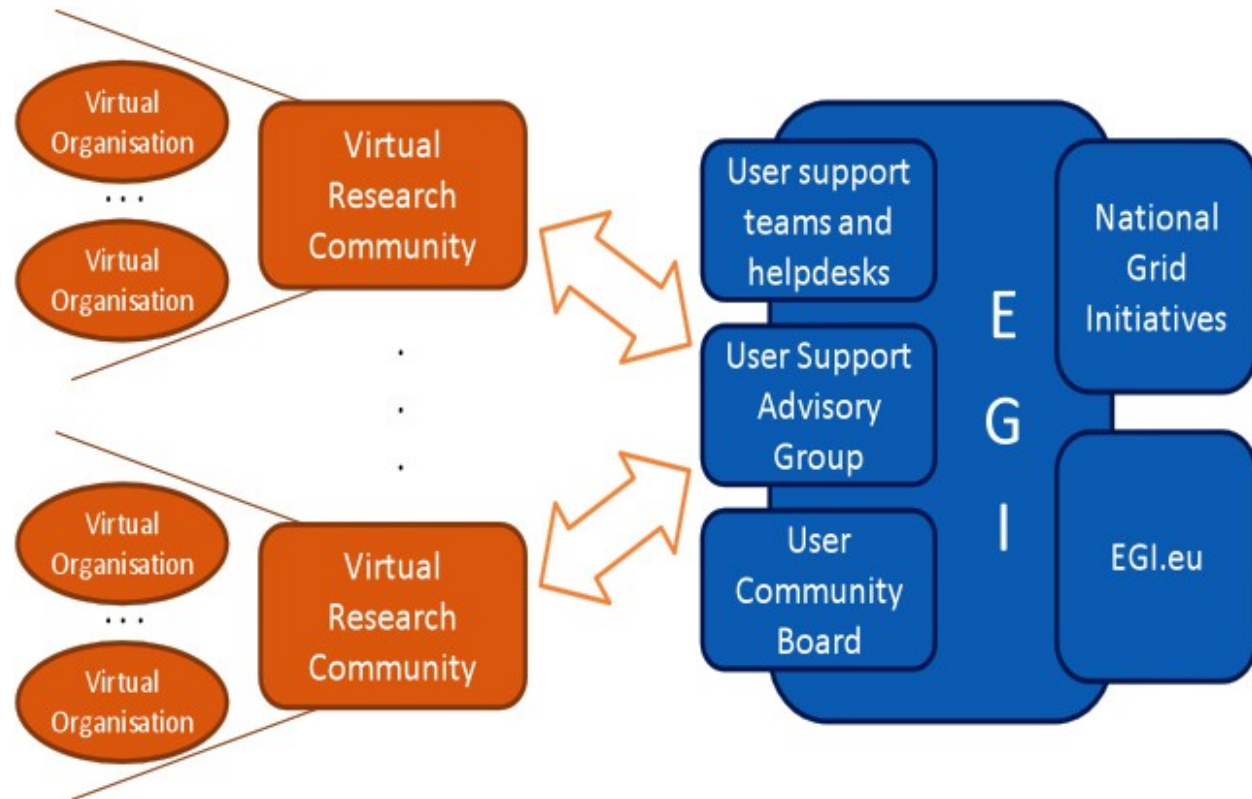 Virtual
Organisation
...
Virtual
Organisation
Virtual
Research
Community
.
.
.
Virtual
Organisation
...
Virtual
Organisation
Virtual
Research
Community
User support
teams and
helpdesks
User Support
Advisory
Group
User
Community
Board
E
G
I
National
Grid
Initiatives
EGI.eu